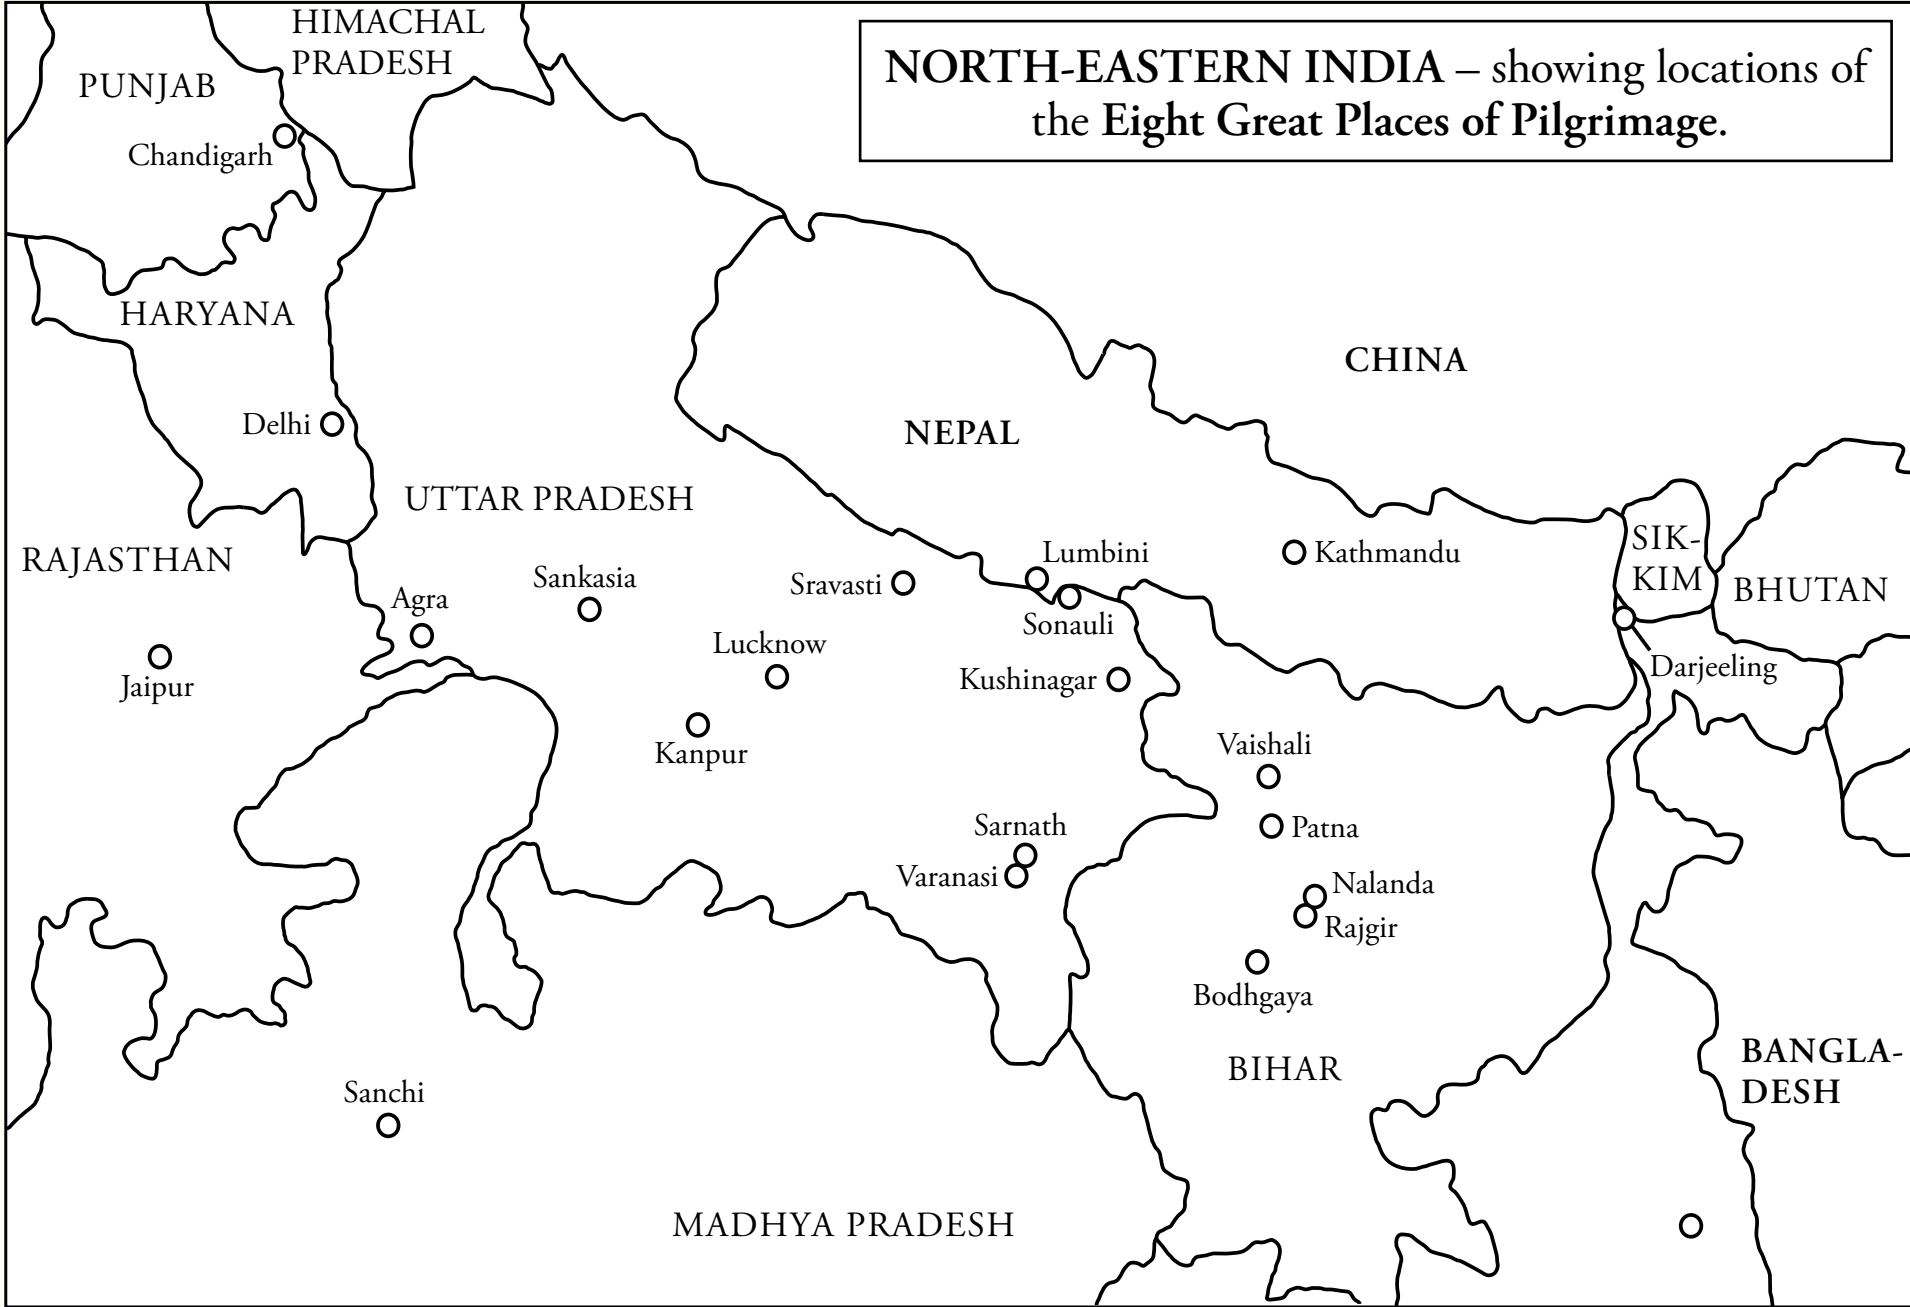 HIMACHAL
PRADESH
NORTH-EASTERN INDIA – showing locations of
the Eight Great Places of Pilgrimage.
PUNJAB
Chandigarh
HARYANA
CHINA
Delhi
NEPAL
UTTAR PRADESH
RAJASTHAN
SIK-
KIM
Lumbini
Kathmandu
BHUTAN
Sankasia
Sravasti
Agra
Sonauli
Lucknow
Darjeeling
Jaipur
Kushinagar
Kanpur
Vaishali
Sarnath
Patna
Varanasi
Nalanda
Rajgir
Bodhgaya
BANGLA-
DESH
BIHAR
Sanchi
MADHYA PRADESH